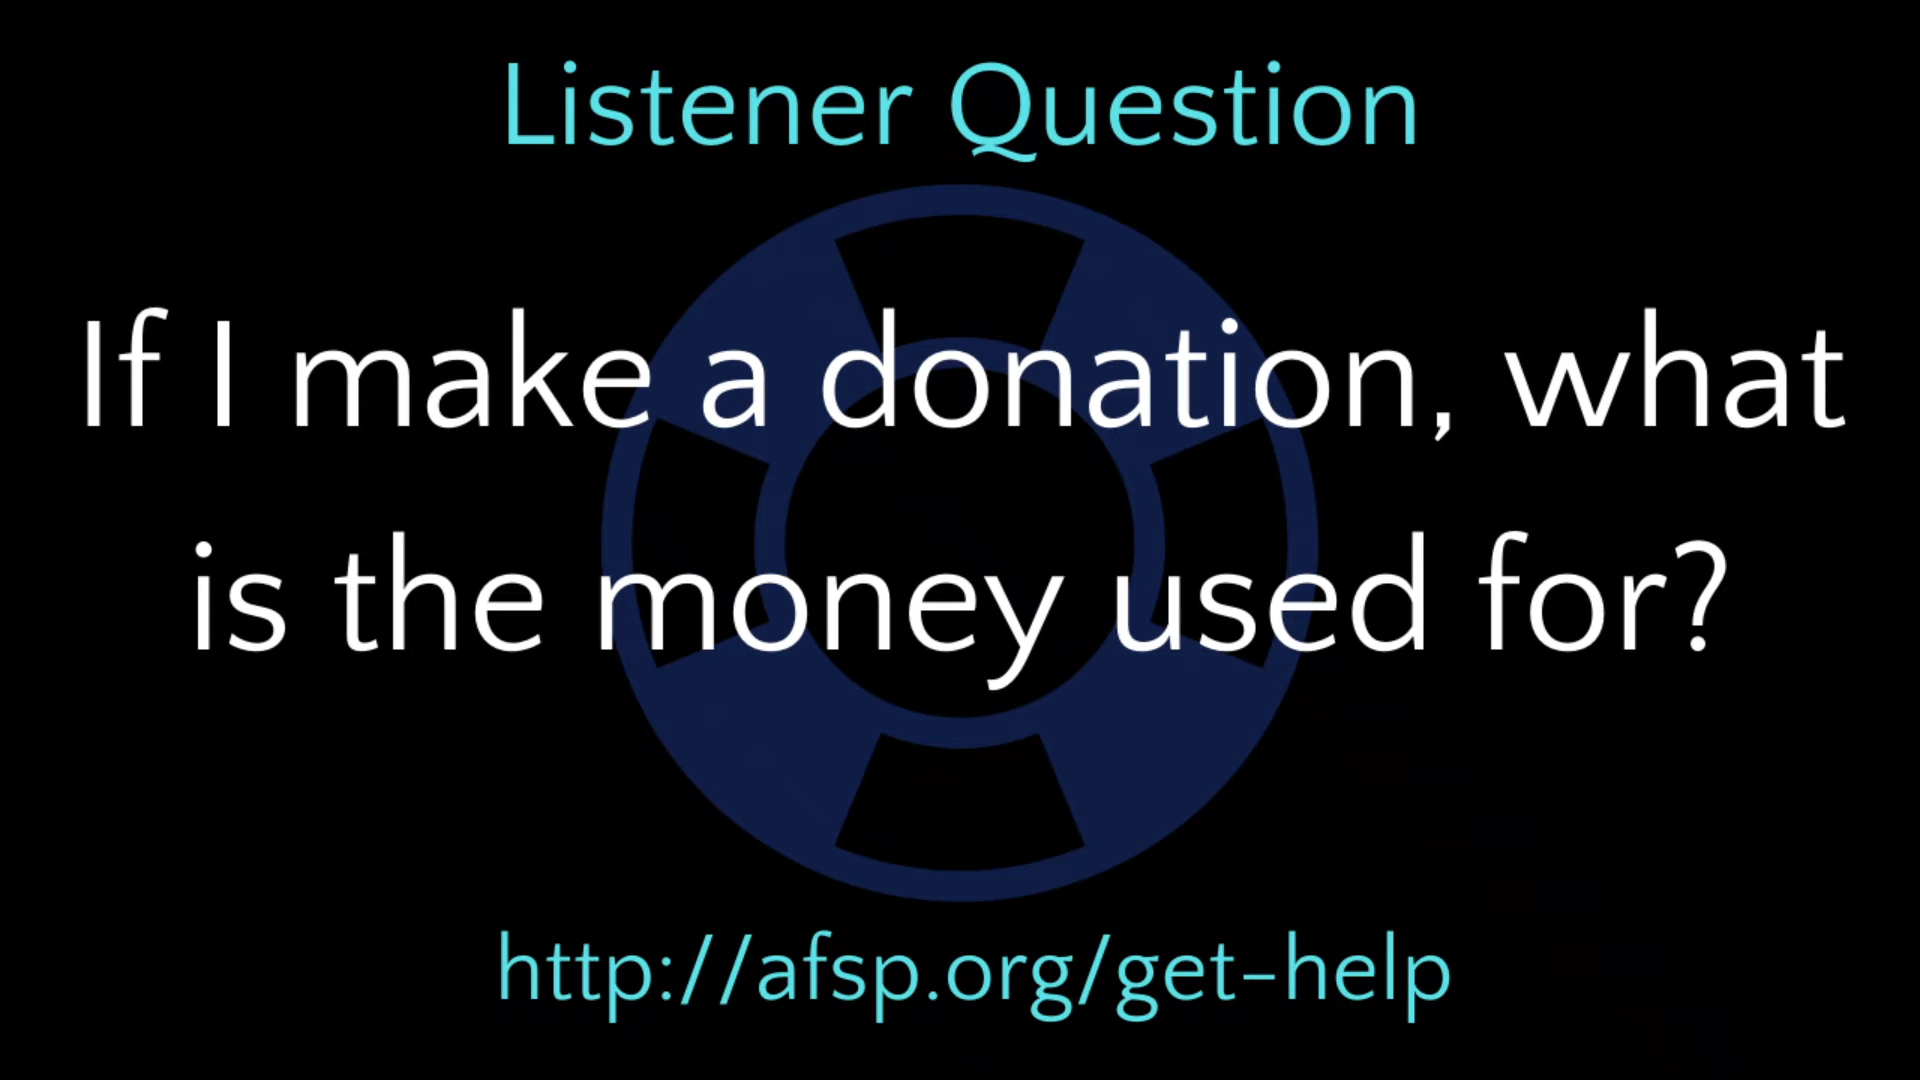 Listener Question
If I make a donation, what
is the money used for?
http://afsp.org/get-help